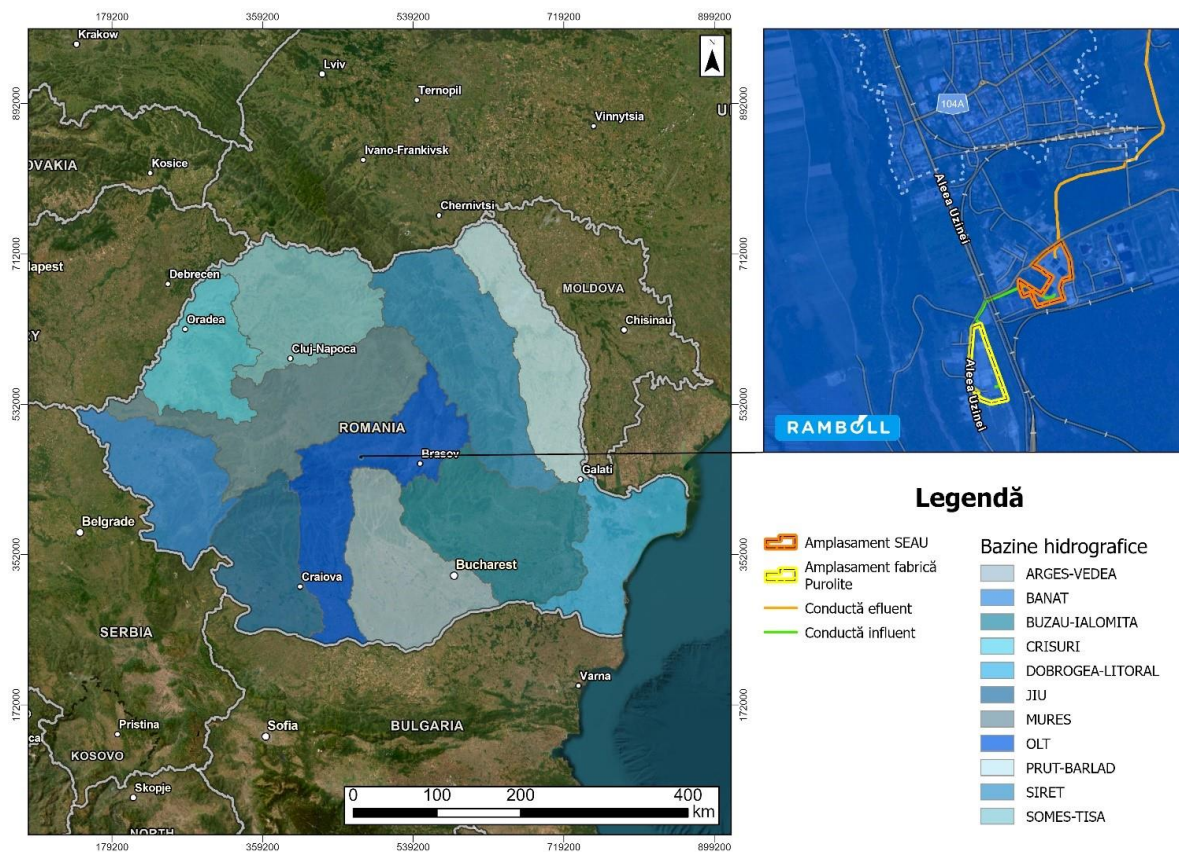 179200
359200
539200
719200
899200
Krakow
Lviv
N
Ternopil
892000
892000
Vinnytsia
U
Ivano-Frankivsk
OVAKIA
Kosice
Chernivtsi
712000
712000
lapest
Debrecen
MOLDOVA
Oradea
Chisinau
RY
Cluj-Napoca
532000
532000
ROMANIA
Brasov
Galati
Belgrade
352000
352000
Bucharest
Craiova
SERBIA
Varna
172000
172000
Sofia
BULGARIA
Pristina
ca
KOSOVO
Skopje
NORTH
0
100
200
400
km
179200
359200
539200
719200
899200
104A
Aleea Uzinei
Aleea Uzinei
RAMBOLL
Legendă
Amplasament SEAU
Amplasament fabrică
Purolite
Conductă efluent
Conductă influent
Bazine hidrografice
ARGES-VEDEA
BANAT
BUZAU-IALOMITA
CRISURI
DOBROGEA-LITORAL
JIU
MURES
OLT
PRUT-BARLAD
SIRET
SOMES-TISA